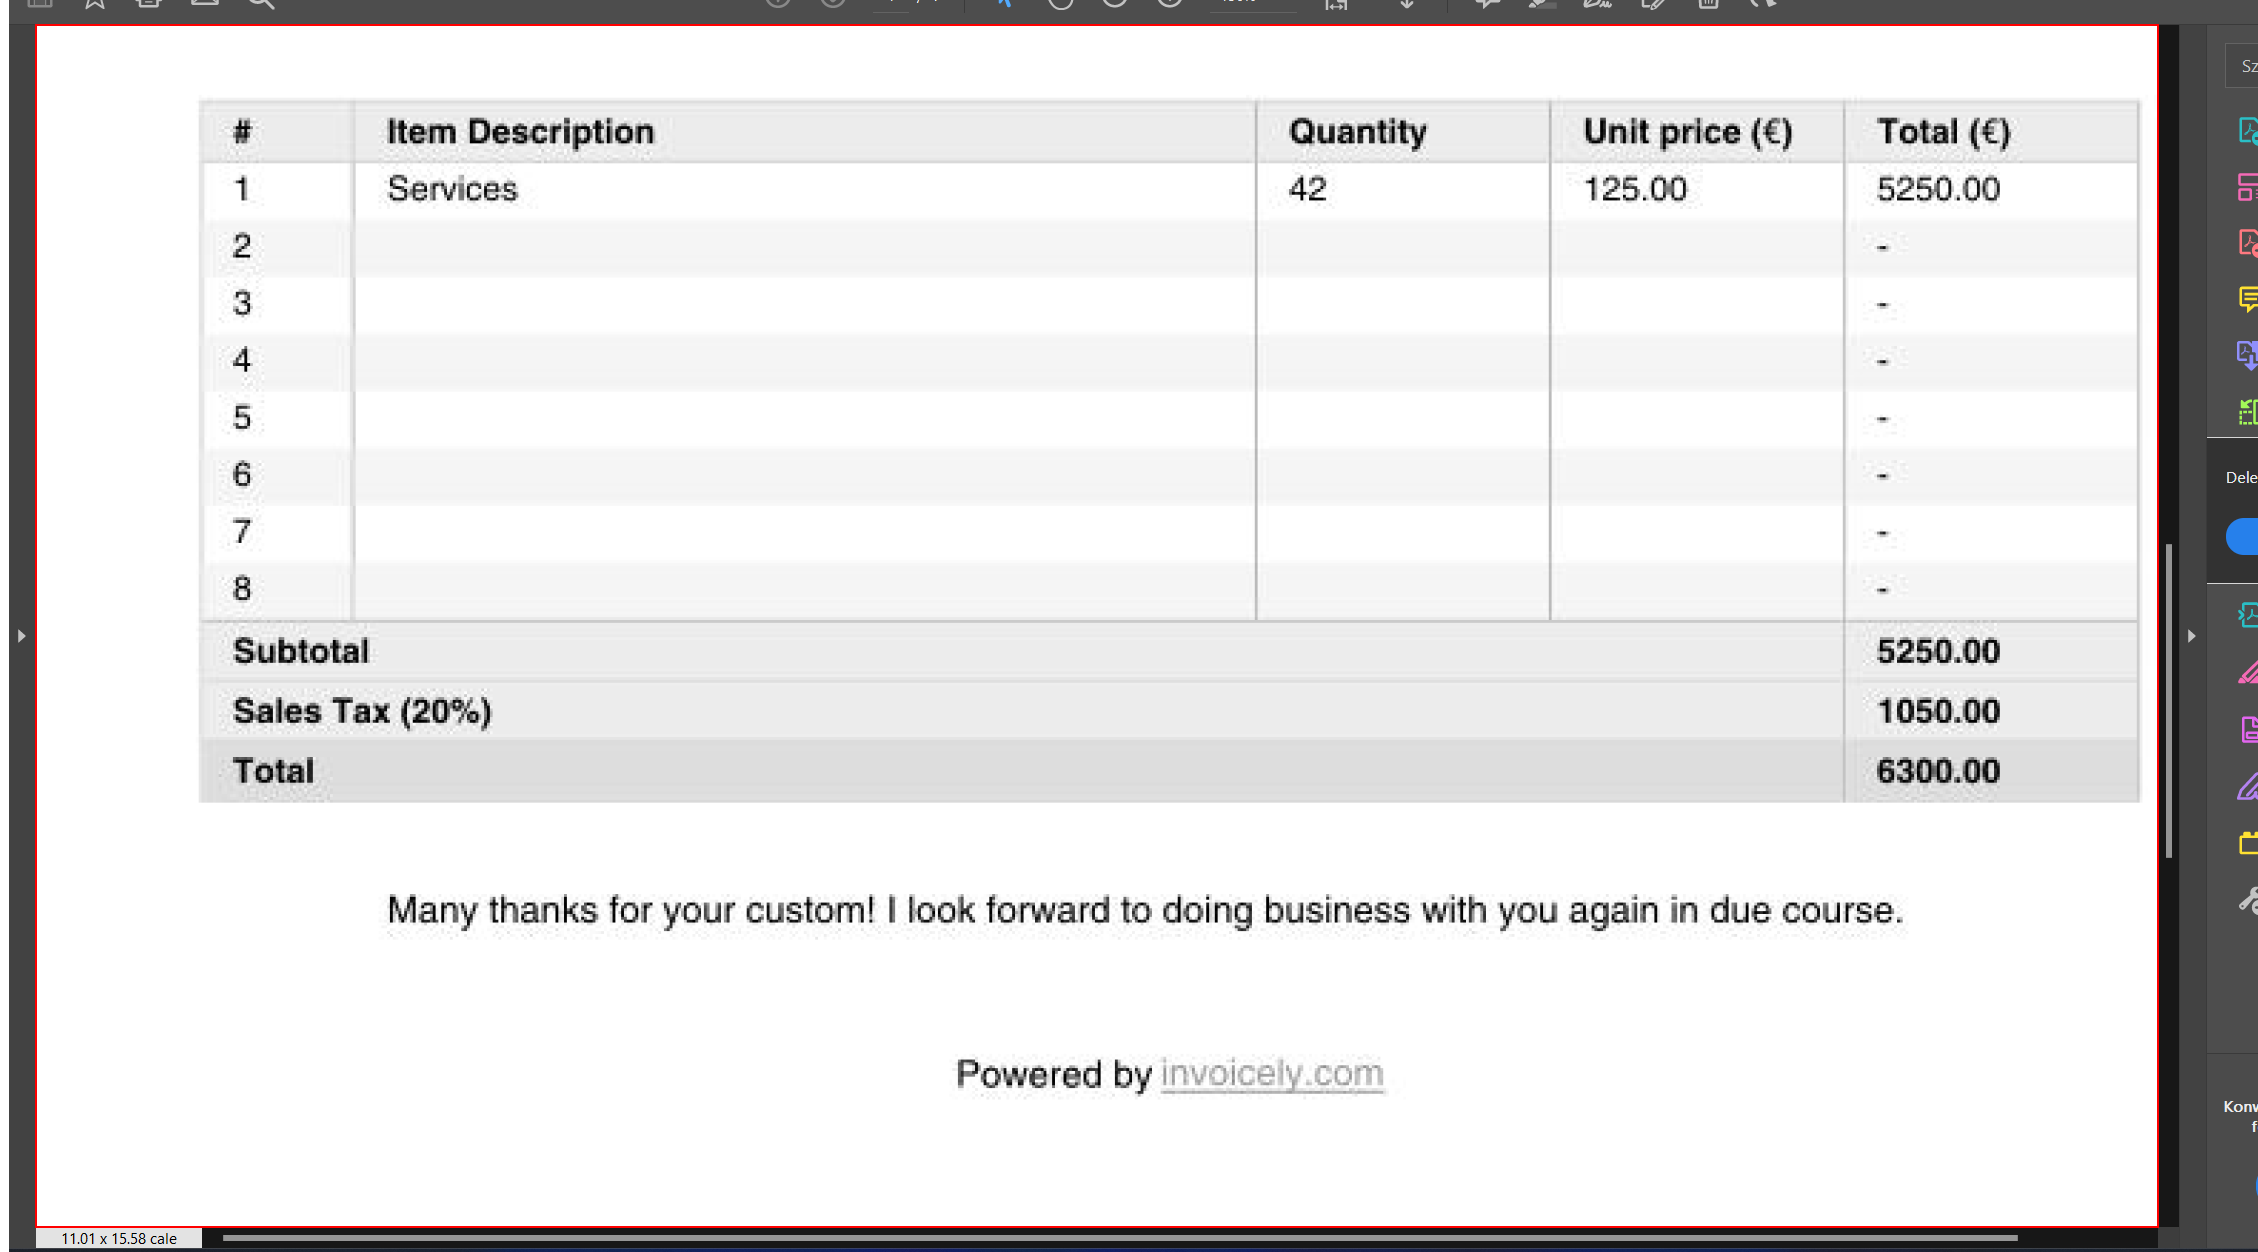 # Item Description Quantity Unit price (€) Total (€)
1 Services 42 125.00 5250.00
2 -
3 -
4 -
5 -
6 -
7 -
8 -
Subtotal 5250.00
Sales Tax (20%) 1050.00
Total 6300.00
Many thanks for your custom! I look forward to doing business with you again in due course.
Powered by invoicely.com
11.01 x 15.58 cale
Sz
Dele
Konw
f